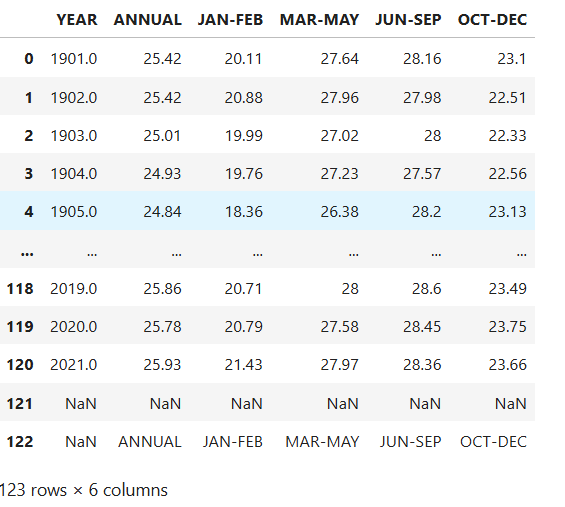 YEAR ANNUAL JAN-FEB MAR-MAY JUN-SEP OCT-DEC
0 1901.0 25.42 20.11 27.64 28.16 23.1
1 1902.0 25.42 20.88 27.96 27.98 22.51
2 1903.0 25.01 19.99 27.02 28 22.33
3 1904.0 24.93 19.76 27.23 27.57 22.56
4 1905.0 24.84 18.36 26.38 28.2 23.13
... ... ... ... ... ... ...
118 2019.0 25.86 20.71 28 28.6 23.49
119 2020.0 25.78 20.79 27.58 28.45 23.75
120 2021.0 25.93 21.43 27.97 28.36 23.66
121 NaN NaN NaN NaN NaN NaN
122 NaN ANNUAL JAN-FEB MAR-MAY JUN-SEP OCT-DEC
123 rows × 6 columns